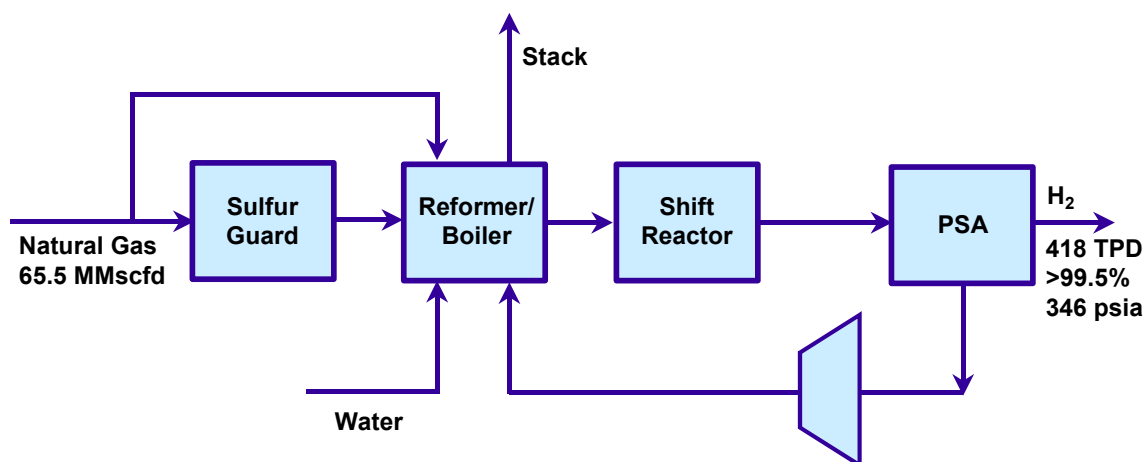 Stack
Sulfur
Guard
Reformer/
Boiler
Shift
Reactor
PSA
H₂
Natural Gas
65.5 MMscfd
418 TPD
>99.5%
346 psia
Water